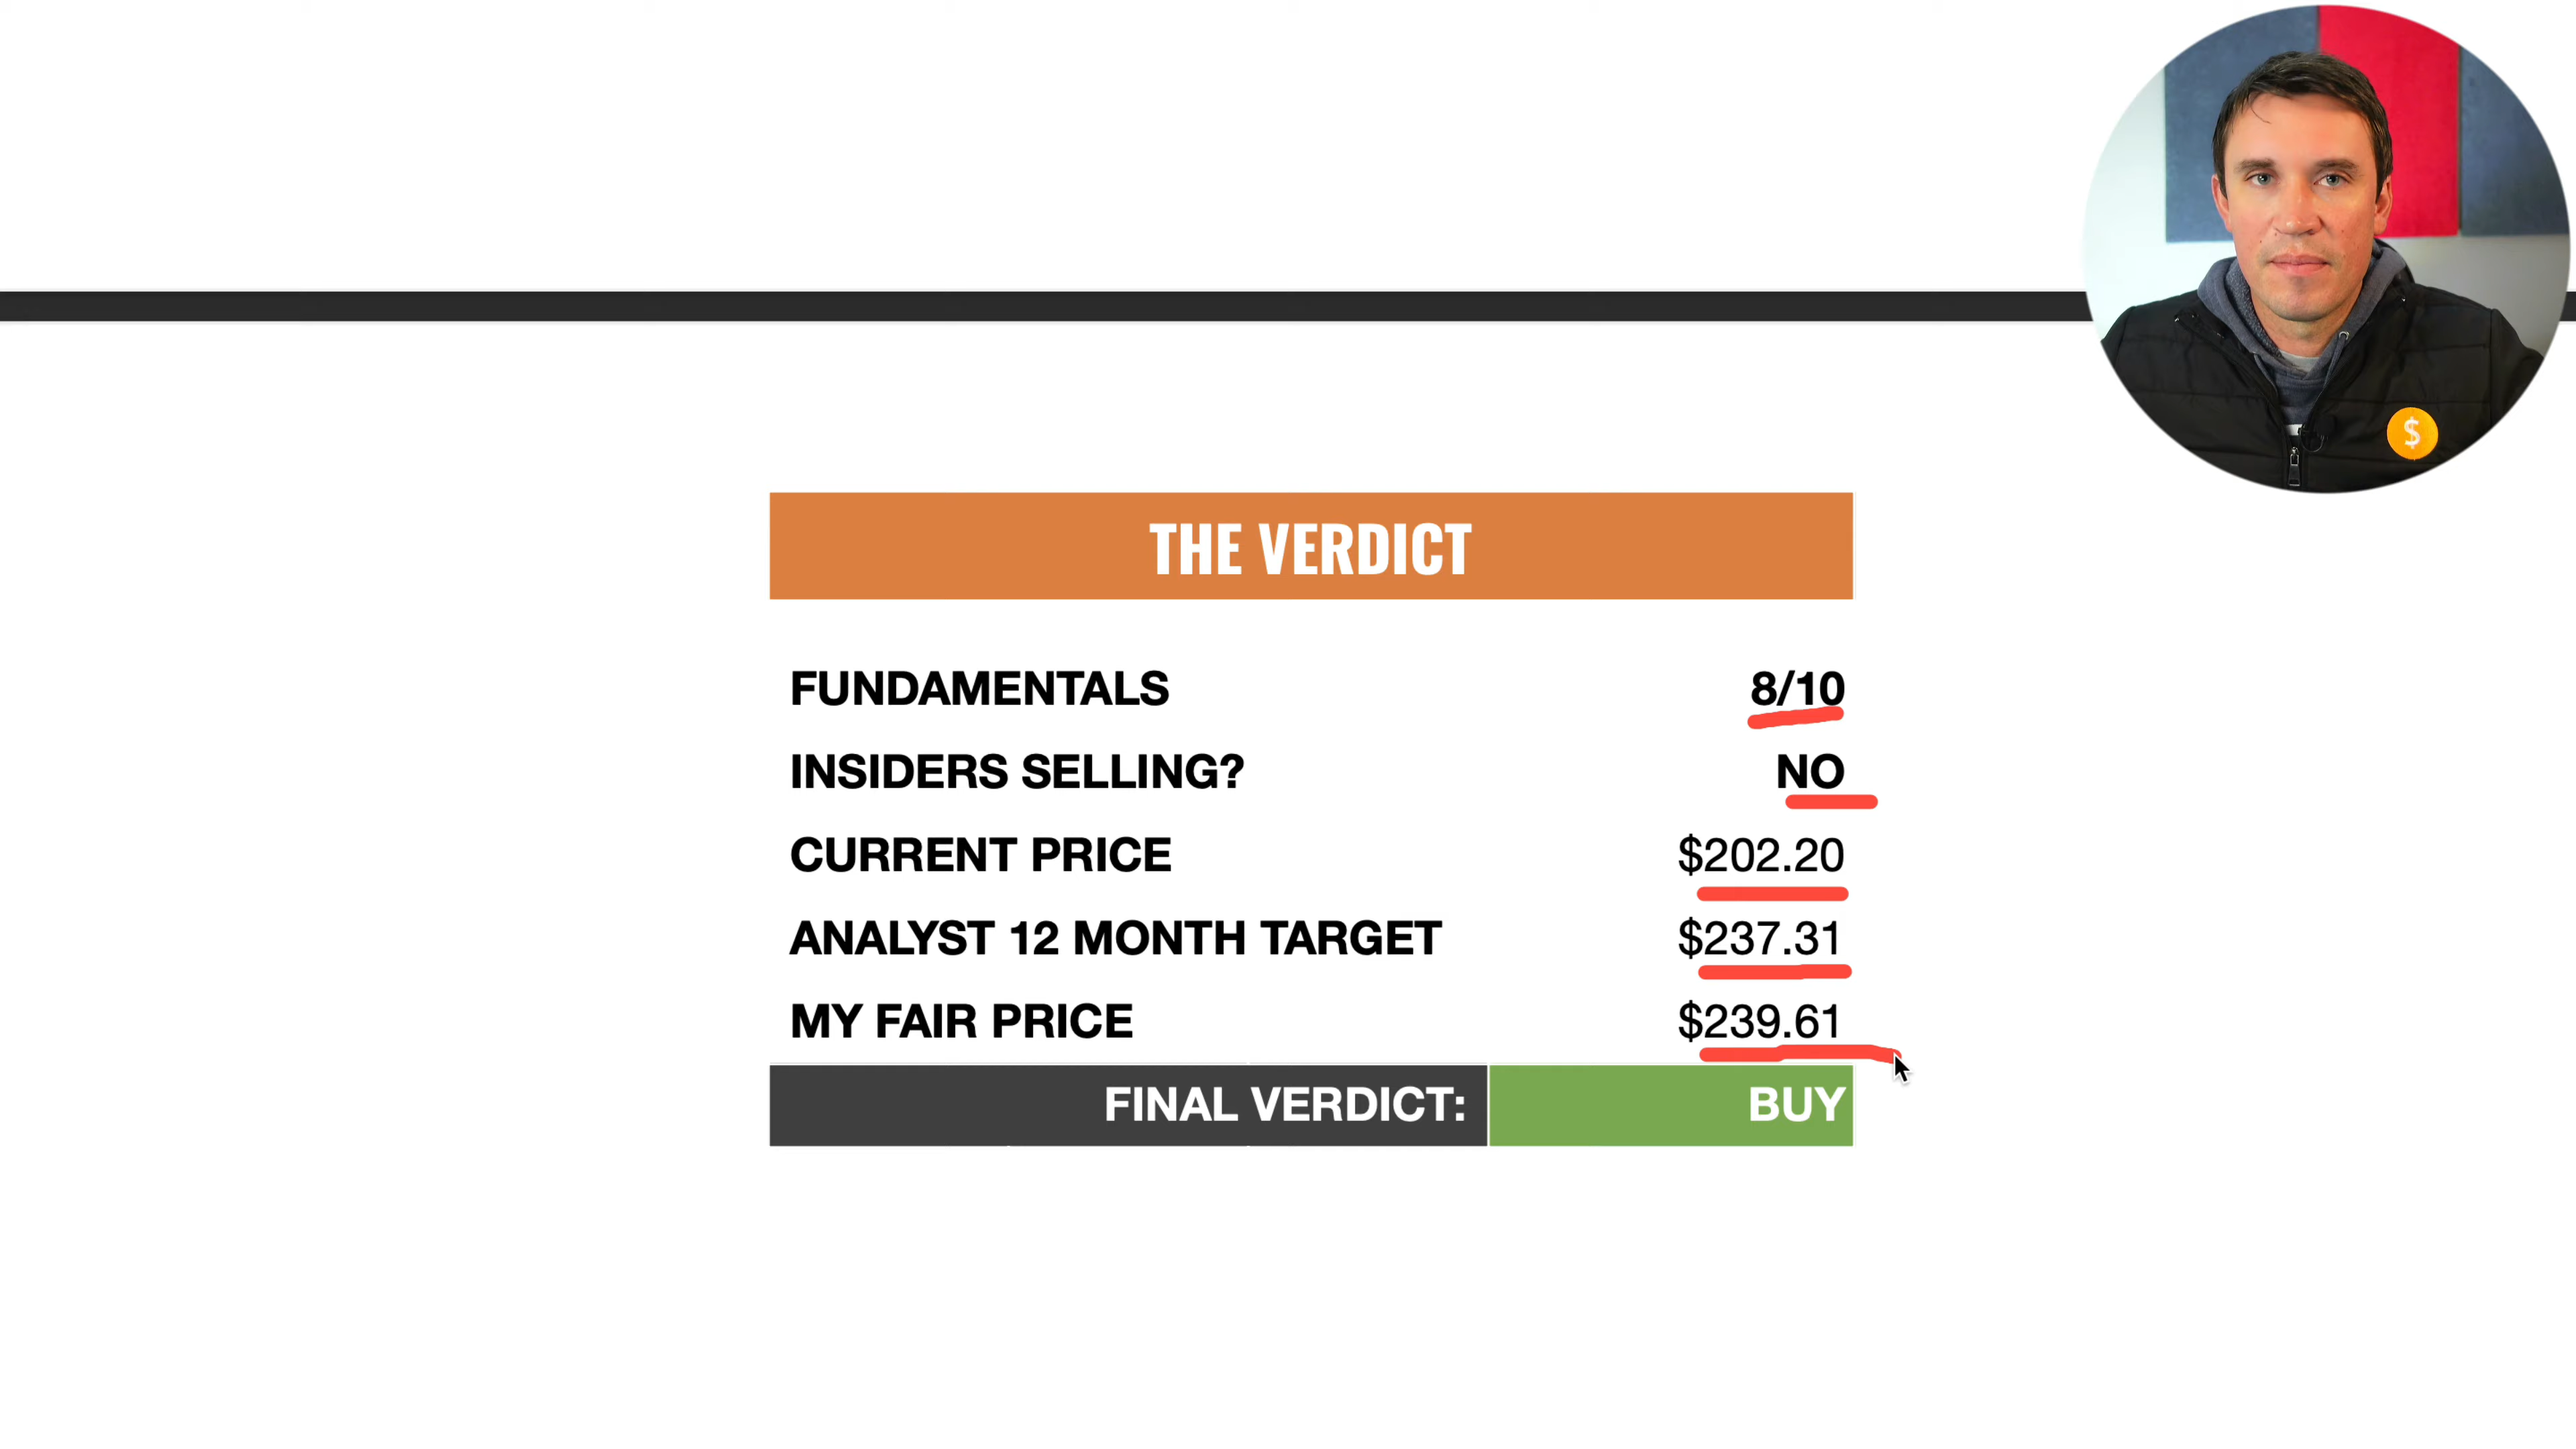 $
THE VERDICT
FUNDAMENTALS 8/10
INSIDERS SELLING? NO
CURRENT PRICE $202.20
ANALYST 12 MONTH TARGET $237.31
MY FAIR PRICE $239.61
FINAL VERDICT: BUY